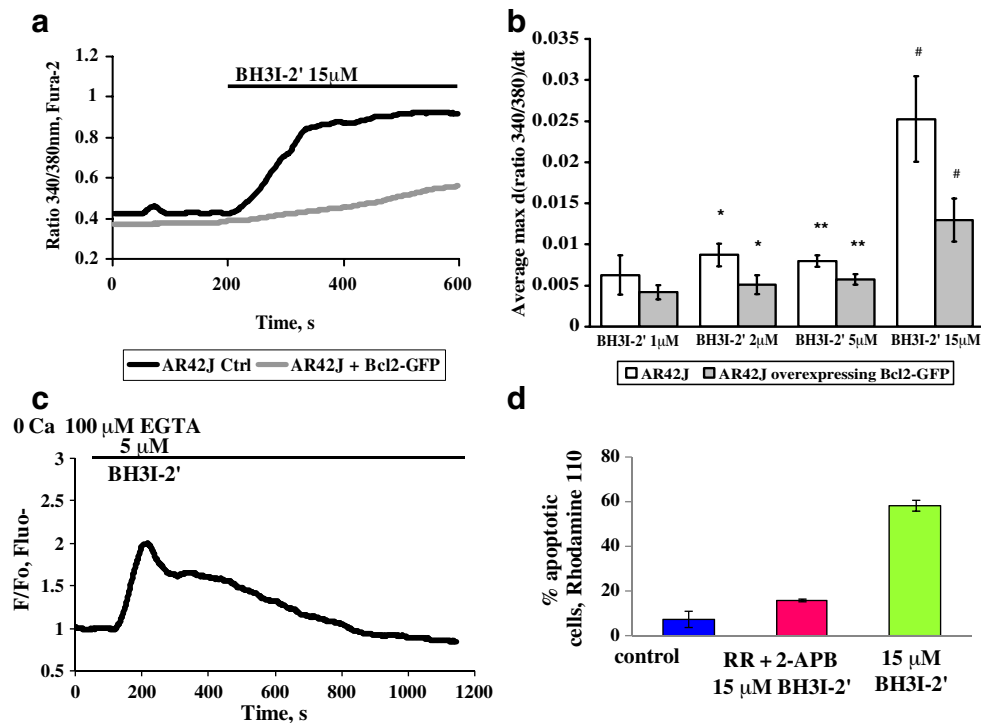 a
Ratio 340/380nm, Fura-2
1.2
1
0.8
0.6
0.4
0.2
BH3I-2' 15μM
0 200 400 600
Time, s
AR42J Ctrl AR42J + Bcl2-GFP
b
Average max d(ratio 340/380)/dt
0.035
0.03
0.025
0.02
0.015
0.01
0.005
0
*
*
**
**
#
#
BH3I-2' 1μM BH3I-2' 2μM BH3I-2' 5μM BH3I-2' 15μM
AR42J AR42J overexpressing Bcl2-GFP
c
0 Ca 100 μM EGTA
5 μM
BH3I-2'
F/Fo, Fluo-
3
2.5
2
1.5
1
0.5
0 200 400 600 800 1000 1200
Time, s
d
% apoptotic
cells, Rhodamine 110
80
60
40
20
0
control
RR + 2-APB
15 μM BH3I-2'
15 μM
BH3I-2'